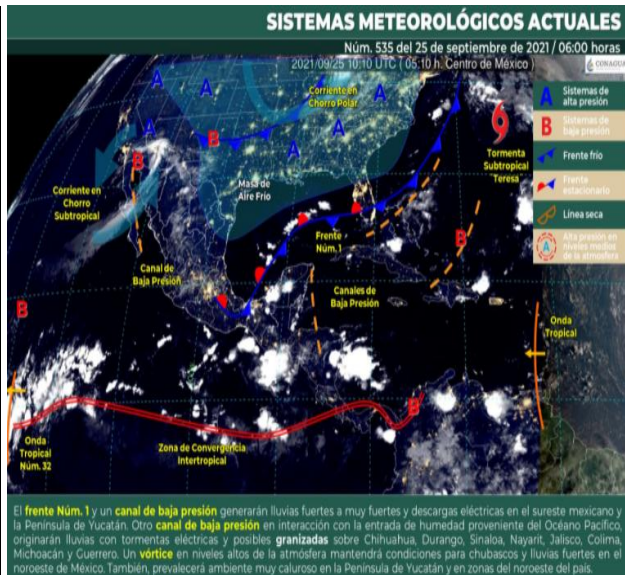 SISTEMAS METEOROLÓGICOS ACTUALES
Núm. 535 del 25 de septiembre de 2021 / 06:00 horas
2021/09/25 10:10 UTC ( 05:10 h. Centro de México )
CONAGUA
A
A
A
A
A
A
A
Corriente en
Chorro Polar
B
B
Masa de
Aire Frío
Corriente en
Chorro
Subtropical
Tormenta
Subtropical
Teresa
A
Sistemas de
alta presión
B
Sistemas de
baja presión
Frente frío
Frente
estacionario
Línea seca
A
Alta presión en
niveles medios
de la atmósfera
Frente
Núm. 1
B
Canal de
Baja Presión
Canales de
Baja Presión
B
Onda
Tropical
B
Onda
Tropical
Núm. 32
Zona de Convergencia
Intertropical
El frente Núm. 1 y un canal de baja presión generarán lluvias fuertes a muy fuertes y descargas eléctricas en el sureste mexicano y
la Península de Yucatán. Otro canal de baja presión en interacción con la entrada de humedad proveniente del Océano Pacífico,
originarán lluvias con tormentas eléctricas y posibles granizadas sobre Chihuahua, Durango, Sinaloa, Nayarit, Jalisco, Colima,
Michoacán y Guerrero. Un vórtice en niveles altos de la atmósfera mantendrá condiciones para chubascos y lluvias fuertes en el
noroeste de México. También, prevalecerá ambiente muy caluroso en la Península de Yucatán y en zonas del noroeste del país.